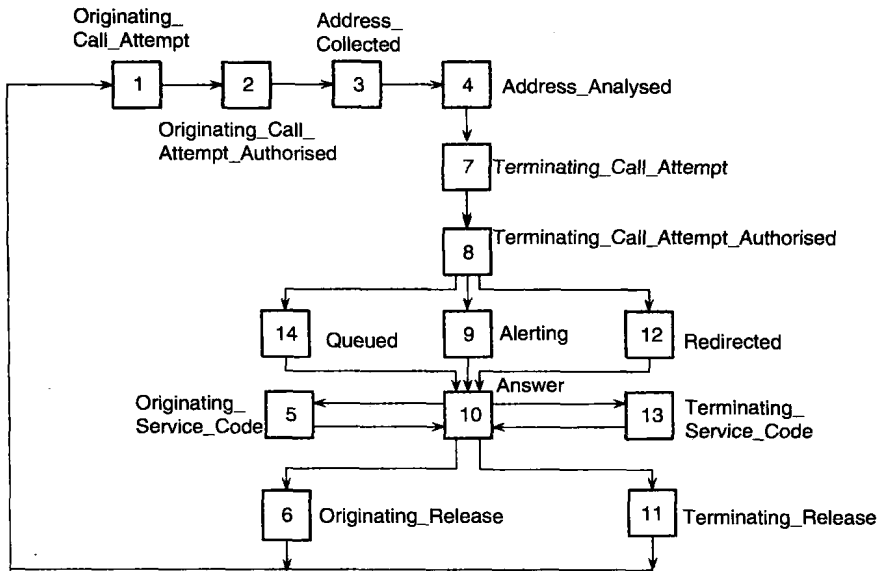 Originating_
Call_Attempt
Address_
Collected
1
2
3
4
Address_Analysed
Originating_Call_
Attempt_Authorised
7
Terminating_Call_Attempt
8
Terminating_Call_Attempt_Authorised
14
Queued
9
Alerting
12
Redirected
Answer
Originating_
Service_Code
5
10
13
Terminating_
Service_Code
6
Originating_Release
11
Terminating_Release